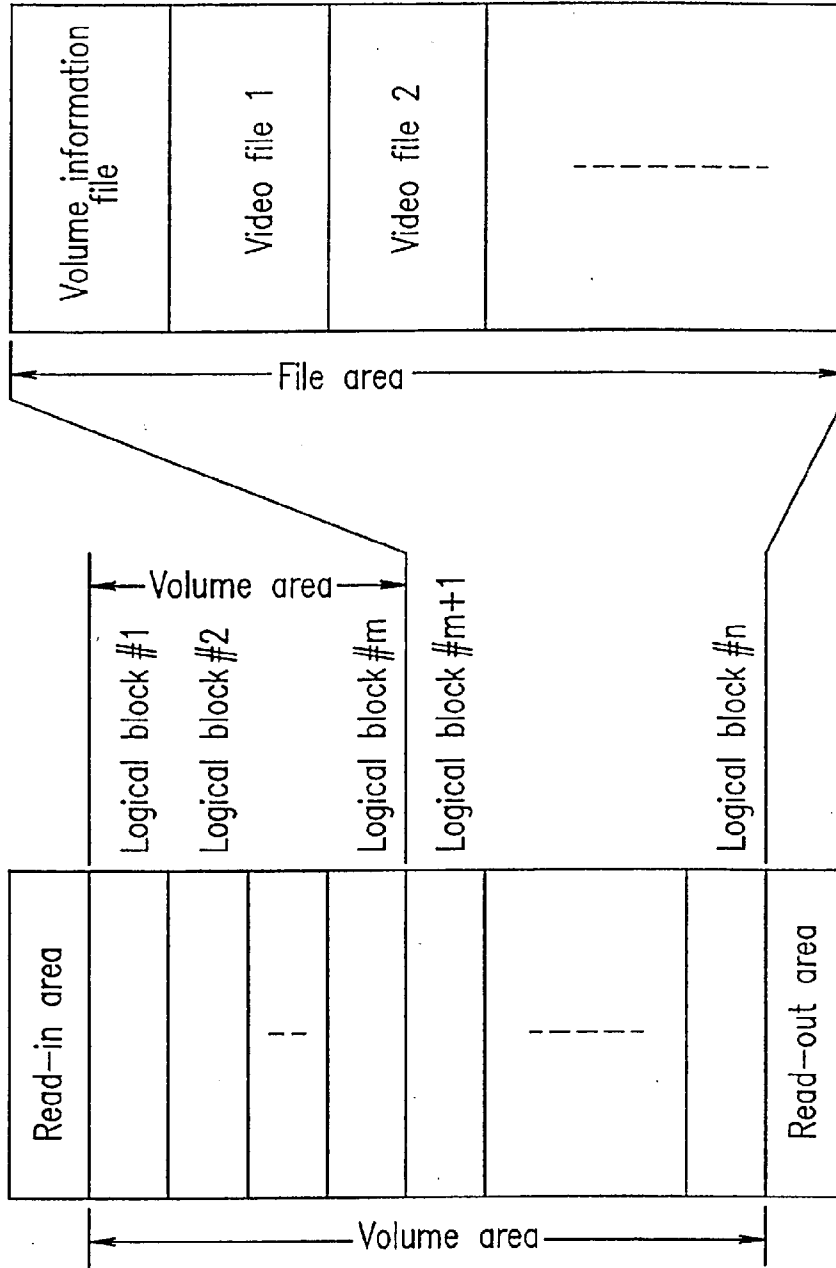 Read-in area
Read-out area
Volume area
Logical block #1
Logical block #2
Logical block #m
Logical block #m+1
Logical block #n
Volume area
File area
Volume information
file
Video file 1
Video file 2